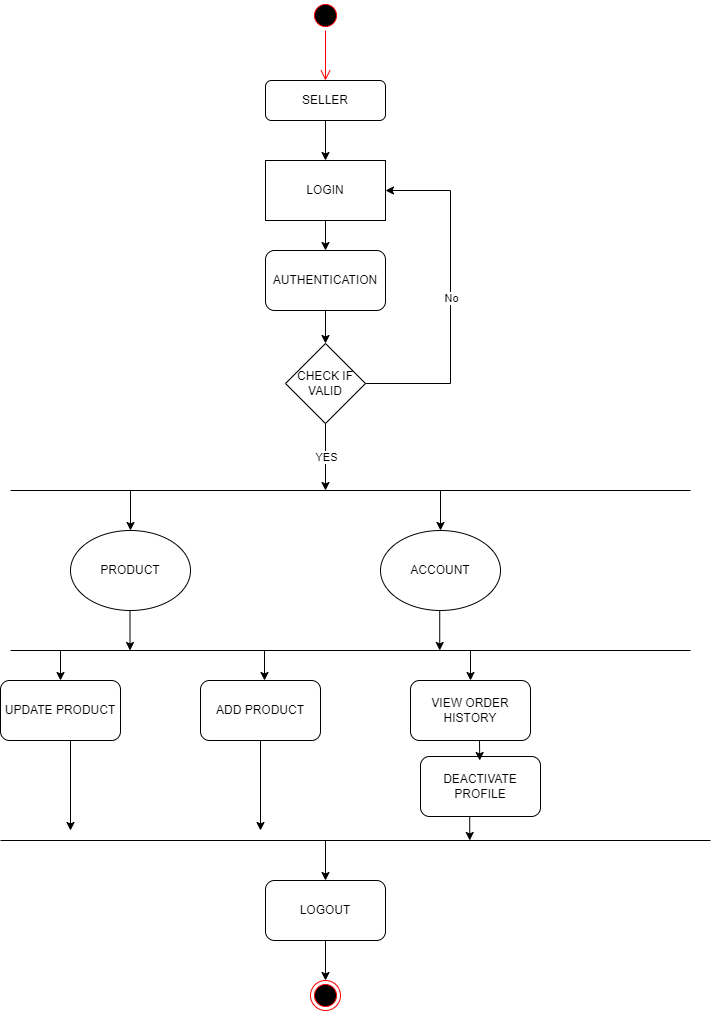 SELLER
LOGIN
AUTHENTICATION
No
CHECK IF
VALID
YES
PRODUCT
ACCOUNT
UPDATE PRODUCT
ADD PRODUCT
VIEW ORDER
HISTORY
DEACTIVATE
PROFILE
LOGOUT